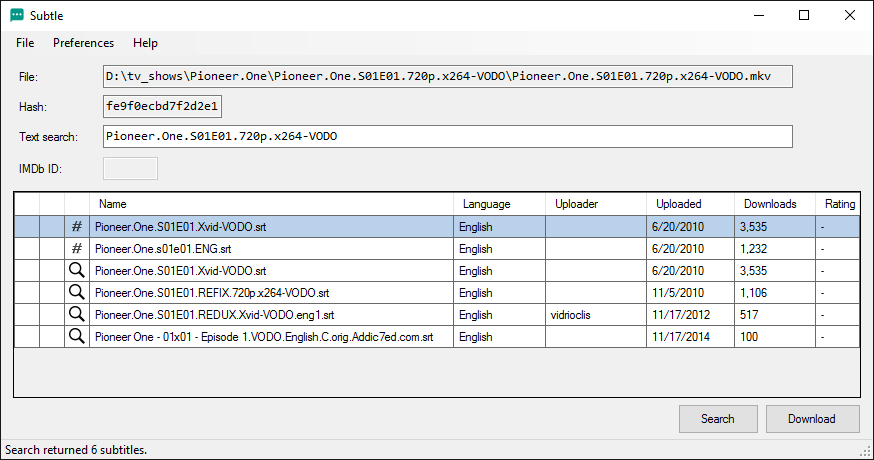 Subtle
File Preferences Help
File: D:\tv_shows\Pioneer.One\Pioneer.One.S01E01.720p.x264-VODO\Pioneer.One.S01E01.720p.x264-VODO.mkv
Hash: fe9f0ecbd7f2d2e1
Text search: Pioneer.One.S01E01.720p.x264-VODO
IMDb ID:
Name Language Uploader Uploaded Downloads Rating
# Pioneer.One.S01E01.Xvid-VODO.srt English 6/20/2010 3,535 -
# Pioneer.One.s01e01.ENG.srt English 6/20/2010 1,232 -
Pioneer.One.S01E01.Xvid-VODO.srt English 6/20/2010 3,535 -
Pioneer.One.S01E01.REFIX.720p.x264-VODO.srt English 11/5/2010 1,106 -
Pioneer.One.S01E01.REDUX.Xvid-VODO.eng1.srt English vidrioclis 11/17/2012 517 -
Pioneer One - 01x01 - Episode 1.VODO.English.C.orig.Addic7ed.com.srt English 11/17/2014 100 -
Search Download
Search returned 6 subtitles.